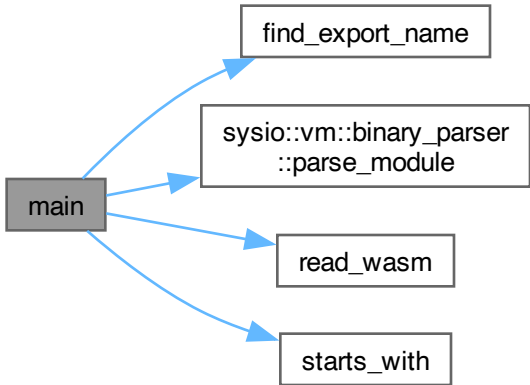 find_export_name
sysio::vm::binary_parser
::parse_module
main
read_wasm
starts_with